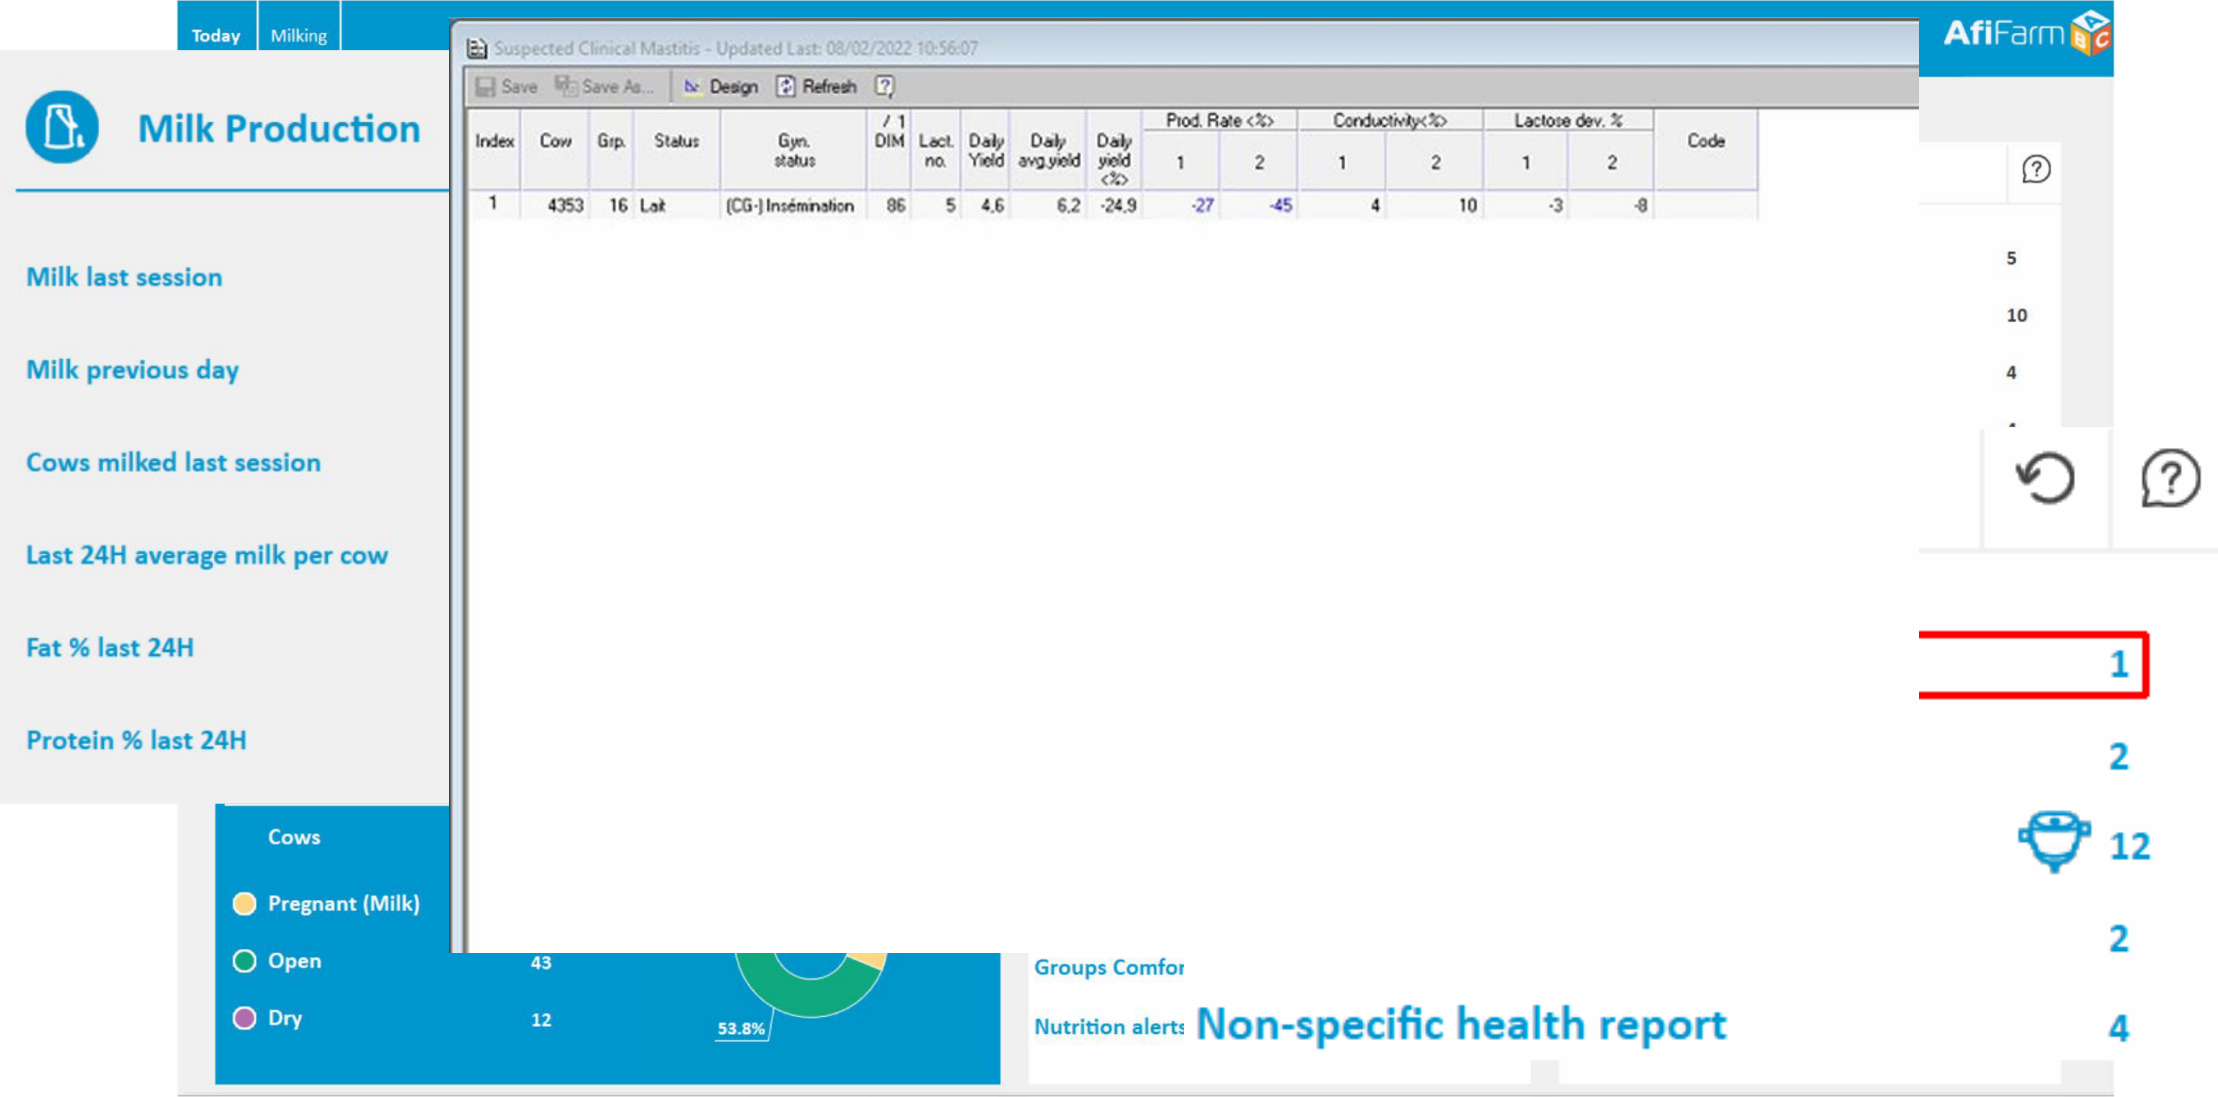 Today Milking
AfiFarm
A B C
Milk Production
Milk last session
Milk previous day
Cows milked last session
Last 24H average milk per cow
Fat % last 24H
Protein % last 24H
Suspected Clinical Mastitis - Updated Last: 08/02/2022 10:56:07
Save Save As... Design Refresh ?
Index Cow Grp. Status Gyn. status / 1 DIM Lact. no. Daily Yield Daily avg.yield Daily yield <%> Prod. Rate <%> Conductivity<%> Lactose dev. % Code
1 2 1 2 1 2
1 4353 16 Lait (CG-) Insémination 86 5 4,6 6,2 -24,9 -27 -45 4 10 -3 -8
?
5
10
4
?
1
2
12
2
4
Cows
Pregnant (Milk)
Open 43
Dry 12
53.8%
Groups Comfor
Nutrition alerts
Non-specific health report